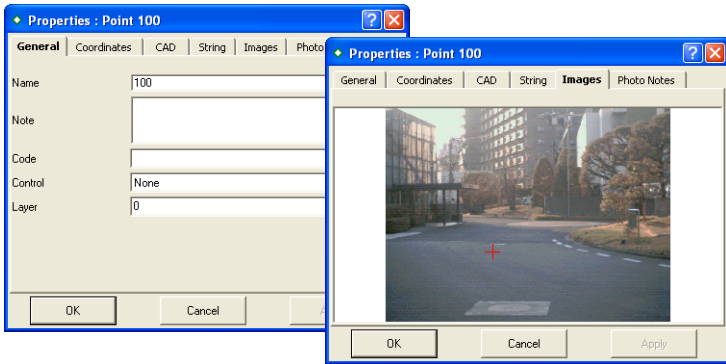 Properties : Point 100
General Coordinates CAD String Images Photo
Name 100
Note
Code
Control None
Layer 0
OK Cancel
Properties : Point 100
General Coordinates CAD String Images Photo Notes
OK Cancel Apply